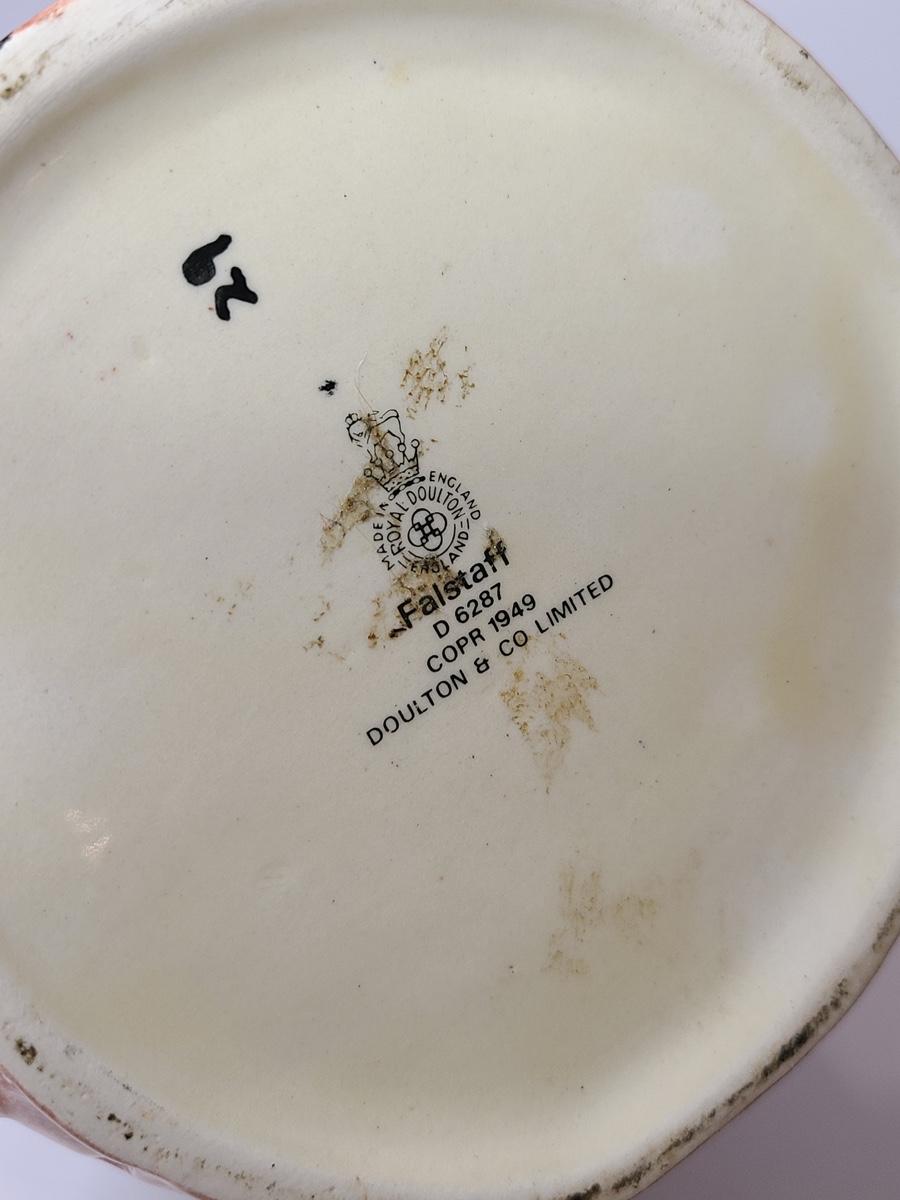 MADE IN ENGLAND
ROYAL DOULTON
ENGLAND
Falstaff
D 6287
COPR 1949
DOULTON & CO LIMITED